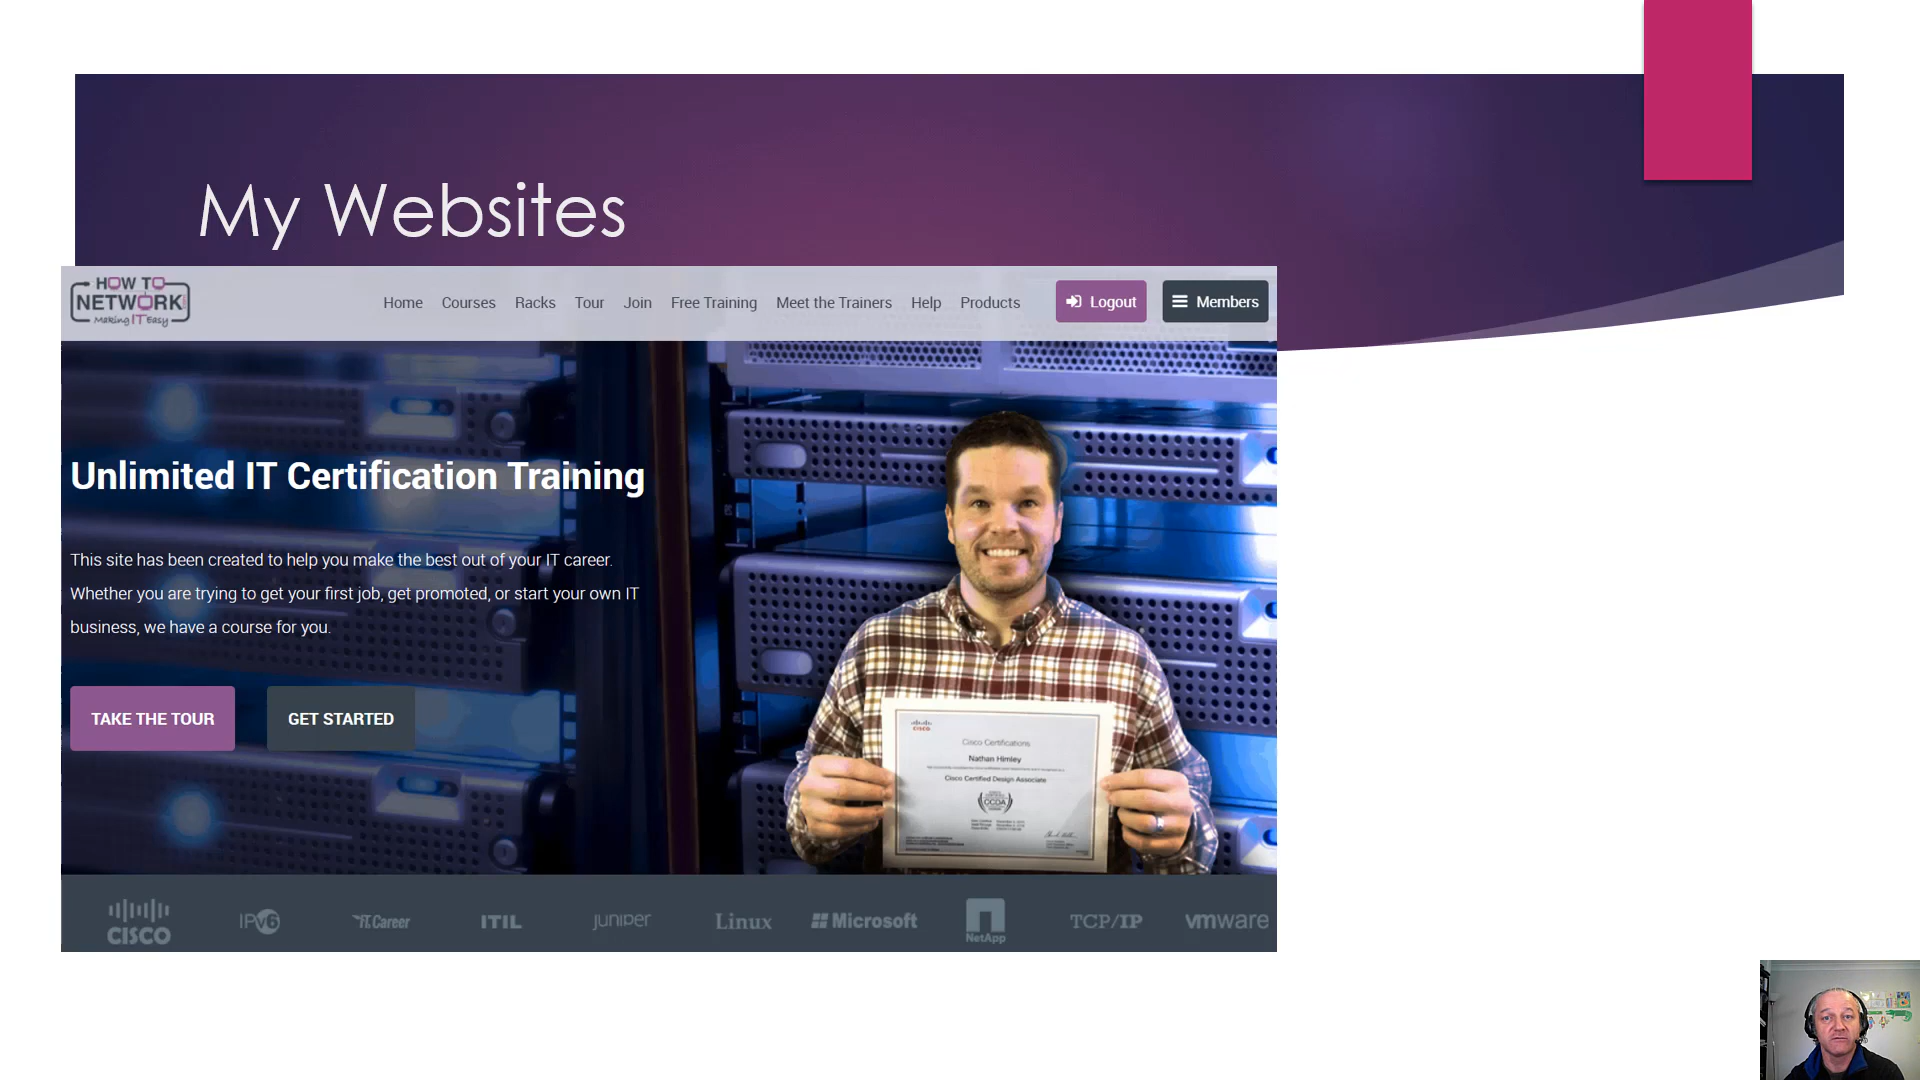 My Websites
HOW TO
NETWORK
Making IT Easy
Home Courses Racks Tour Join Free Training Meet the Trainers Help Products Logout Members
Unlimited IT Certification Training
This site has been created to help you make the best out of your IT career.
Whether you are trying to get your first job, get promoted, or start your own IT
business, we have a course for you.
TAKE THE TOUR GET STARTED
CISCO
Cisco Certifications
Nathan Himley
Cisco Certified Design Associate
CCDA
CISCO IPv6 IT Career ITIL JUNIPER Linux Microsoft NetApp TCP/IP vmware